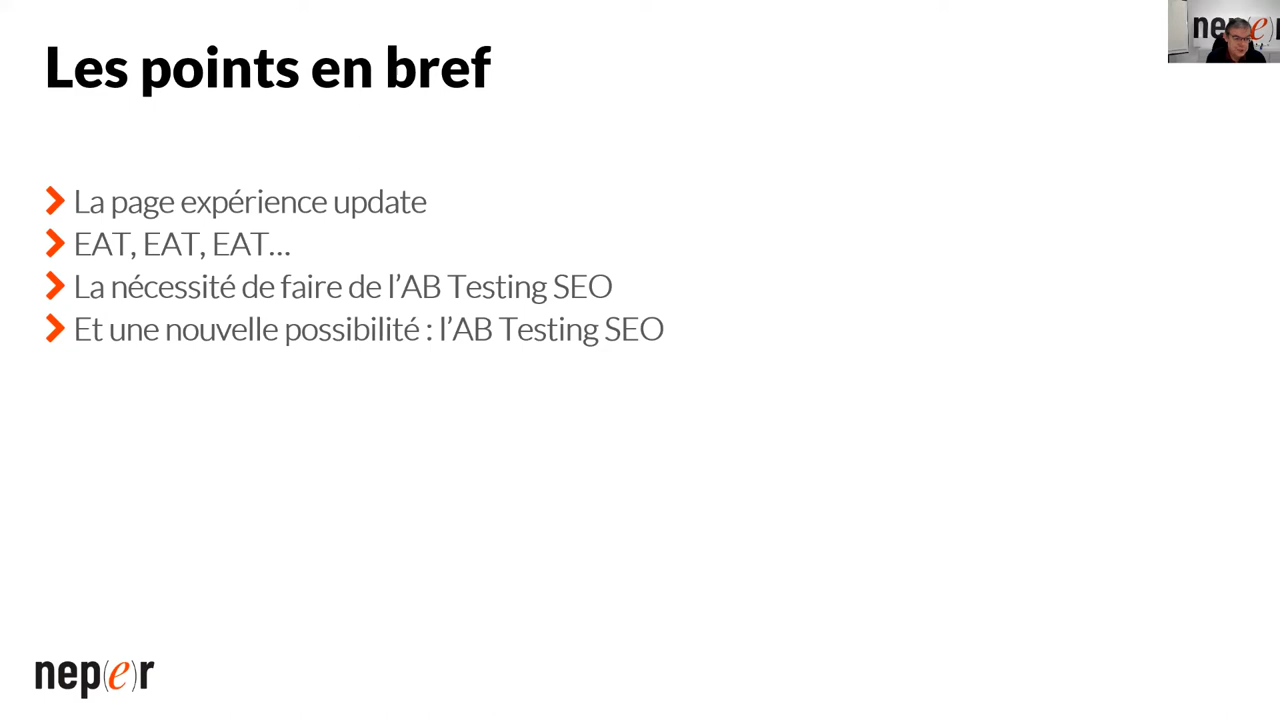 Les points en bref
La page expérience update
EAT, EAT, EAT...
La nécessité de faire de l’AB Testing SEO
Et une nouvelle possibilité : l’AB Testing SEO
nep(e)r
nep(e)r